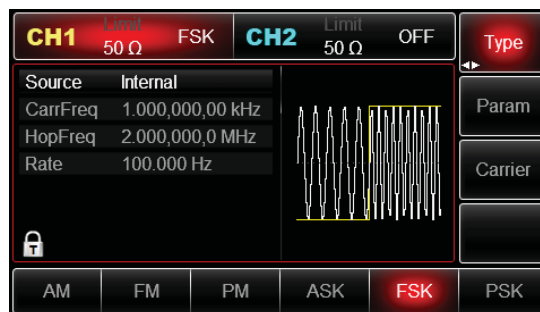 CH1 Limit 50 Ω FSK CH2 Limit 50 Ω OFF Type
Source Internal
CarrFreq 1.000,000,00 kHz
HopFreq 2.000,000,0 MHz
Rate 100.000 Hz
Param
Carrier
T
AM FM PM ASK FSK PSK